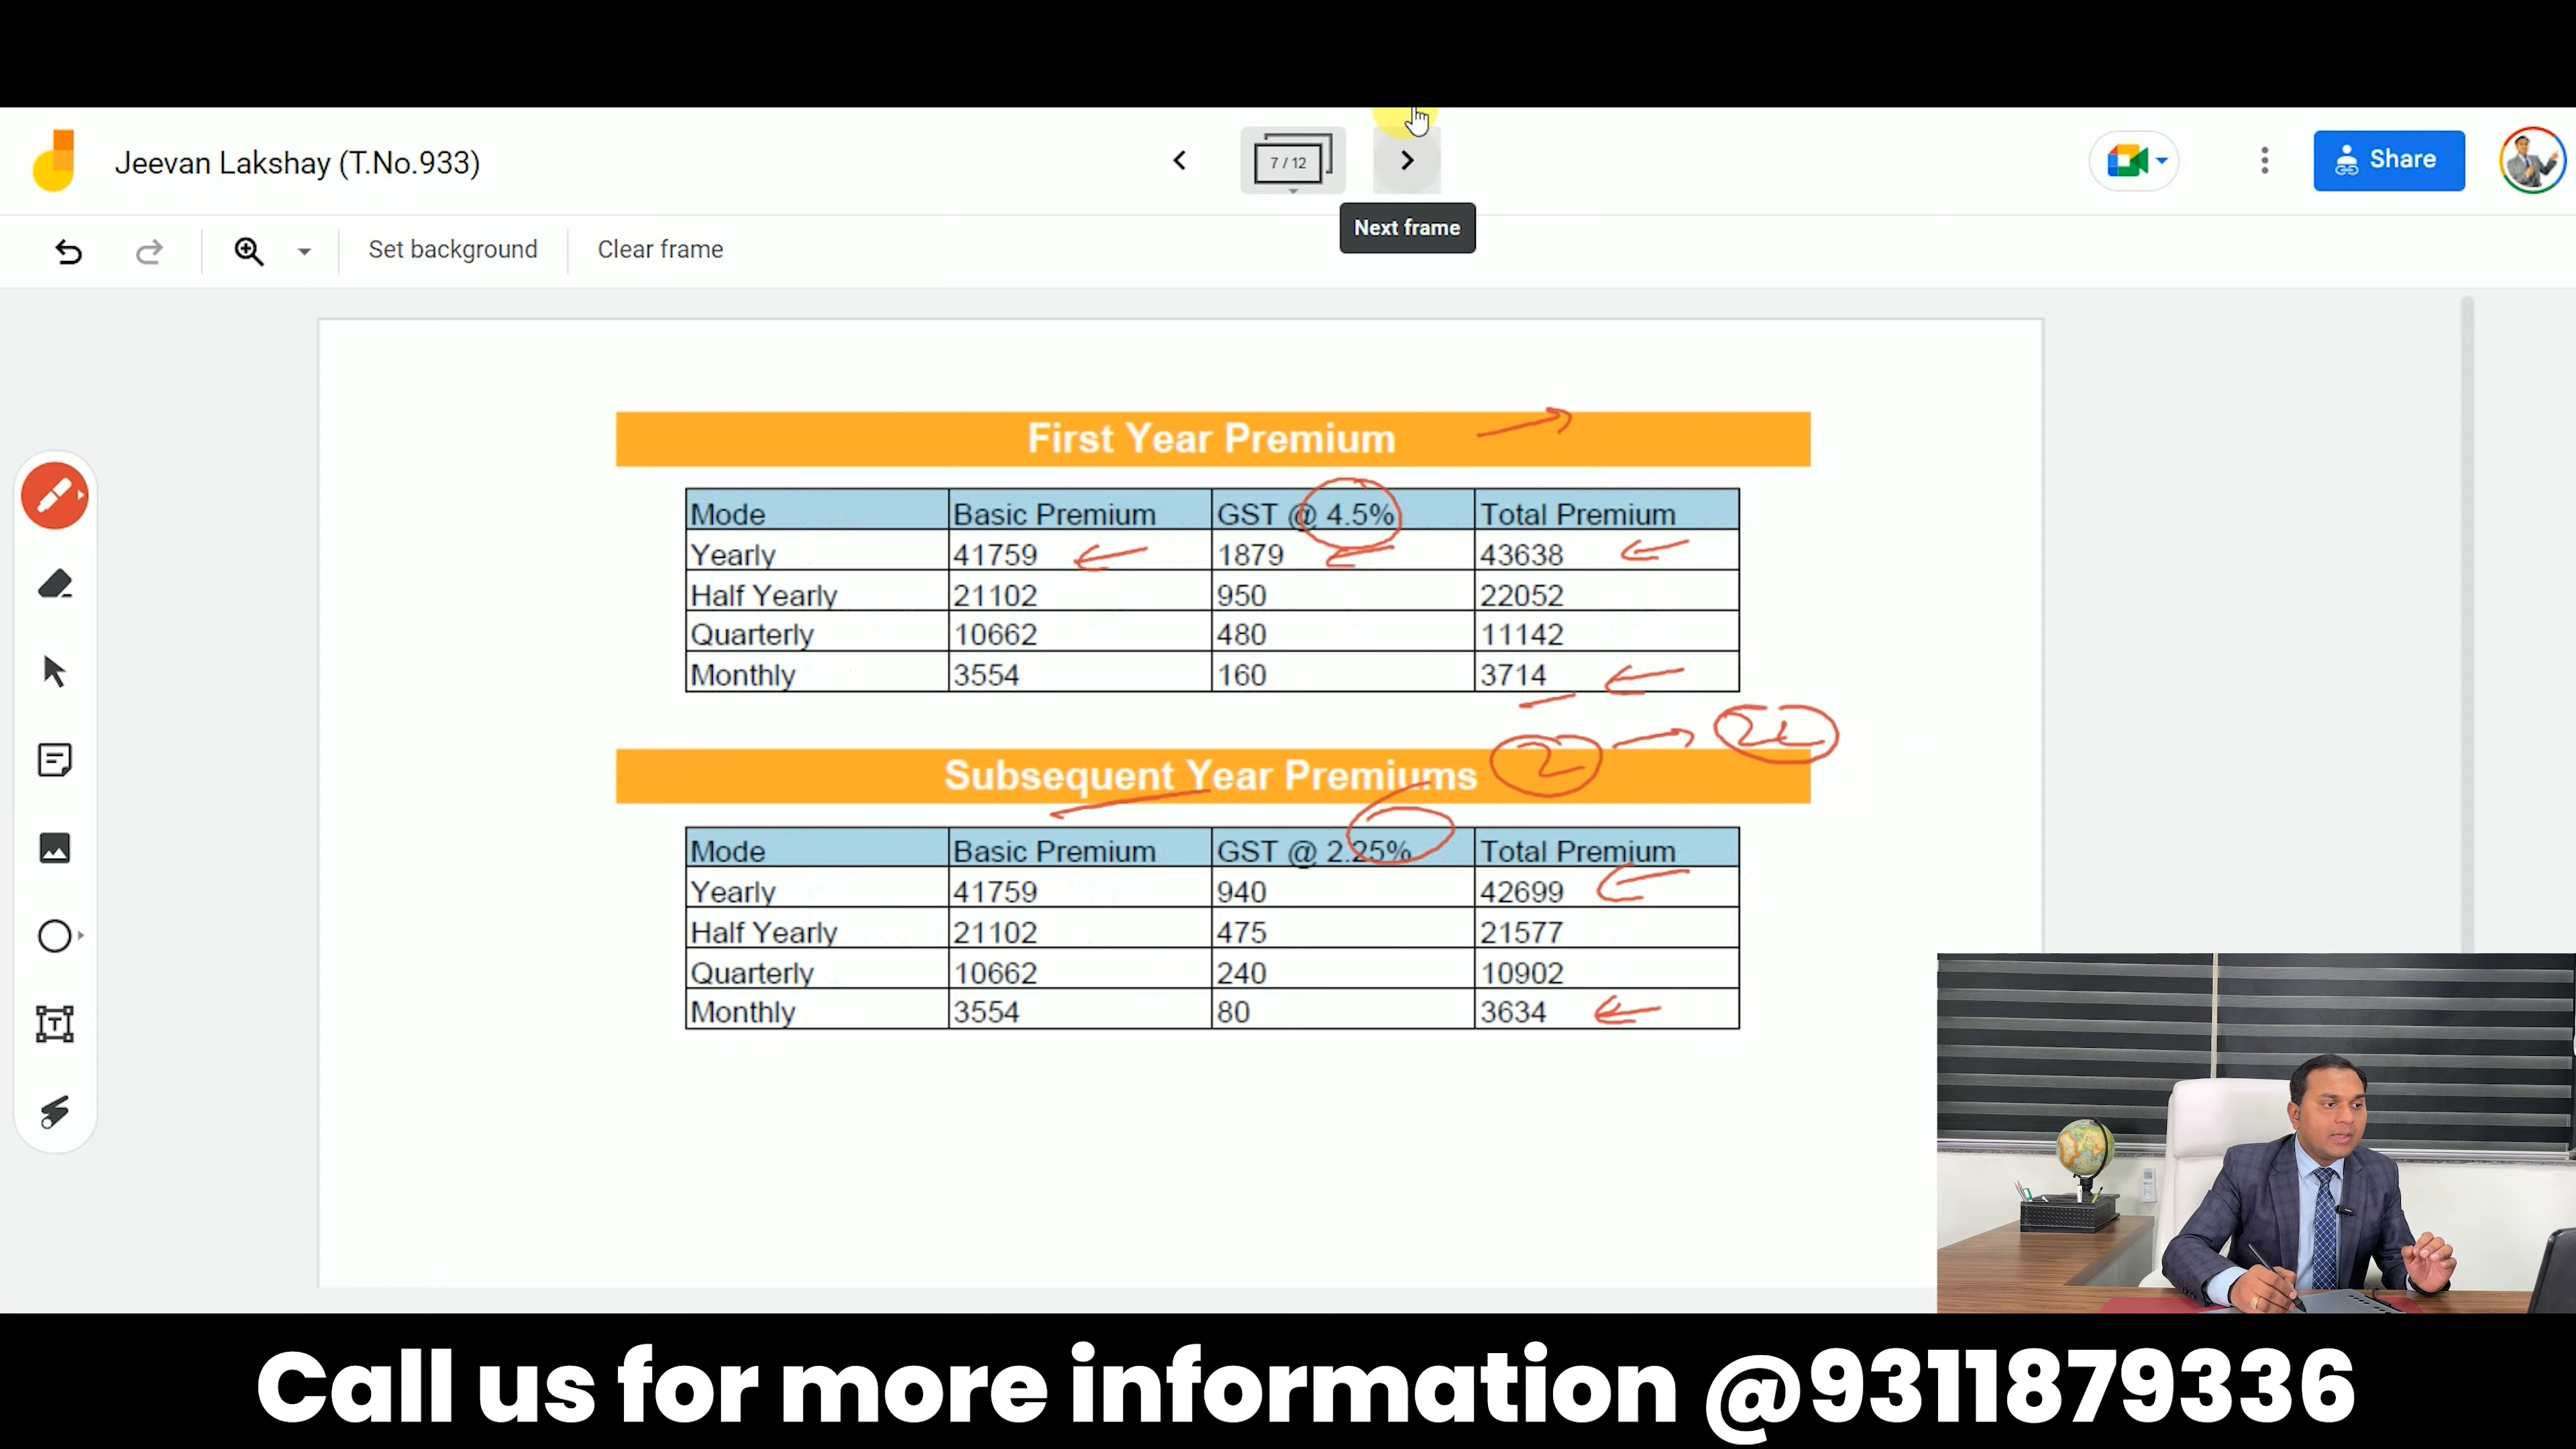 Jeevan Lakshay (T.No.933)
7 / 12
Share
Next frame
Set background
Clear frame
First Year Premium
Mode Basic Premium GST @ 4.5% Total Premium
Yearly 41759 1879 43638
Half Yearly 21102 950 22052
Quarterly 10662 480 11142
Monthly 3554 160 3714
Subsequent Year Premiums 2
Mode Basic Premium GST @ 2.25% Total Premium
Yearly 41759 940 42699
Half Yearly 21102 475 21577
Quarterly 10662 240 10902
Monthly 3554 80 3634
Call us for more information @9311879336